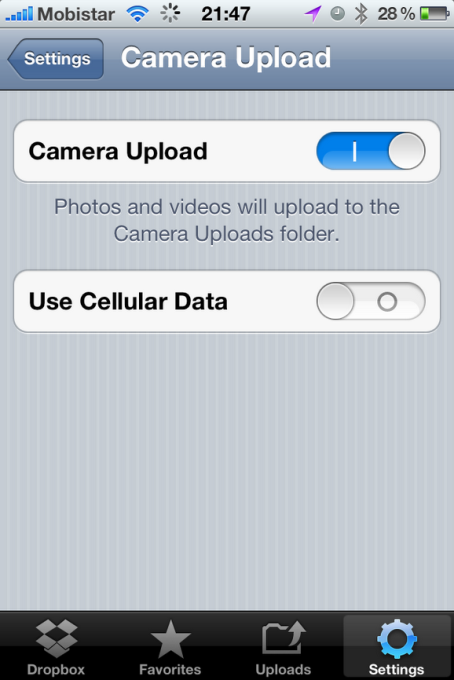 Mobistar 21:47 28%
Settings Camera Upload
Camera Upload
Photos and videos will upload to the
Camera Uploads folder.
Use Cellular Data
Dropbox Favorites Uploads Settings